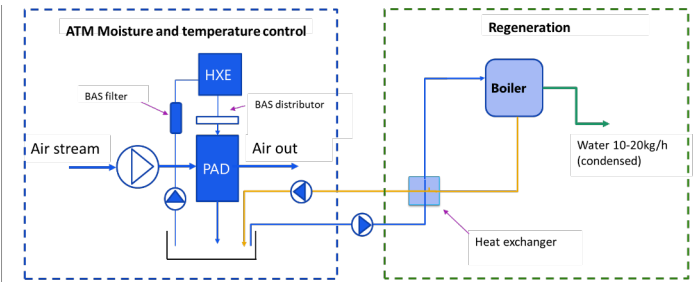 ATM Moisture and temperature control
Regeneration
HXE
BAS filter
BAS distributor
Boiler
Air stream
Air out
PAD
Water 10-20kg/h
(condensed)
Heat exchanger